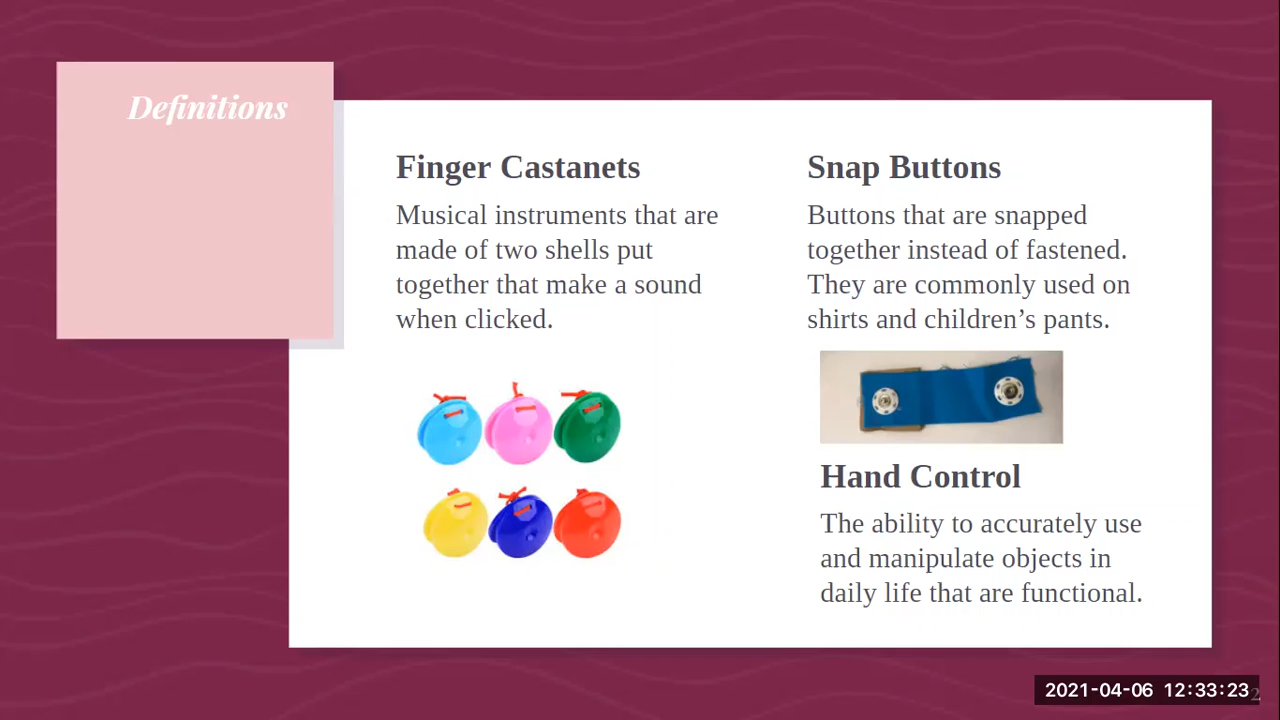 Definitions
Finger Castanets
Musical instruments that are
made of two shells put
together that make a sound
when clicked.
Snap Buttons
Buttons that are snapped
together instead of fastened.
They are commonly used on
shirts and children’s pants.
Hand Control
The ability to accurately use
and manipulate objects in
daily life that are functional.
2021-04-06 12:33:23
2